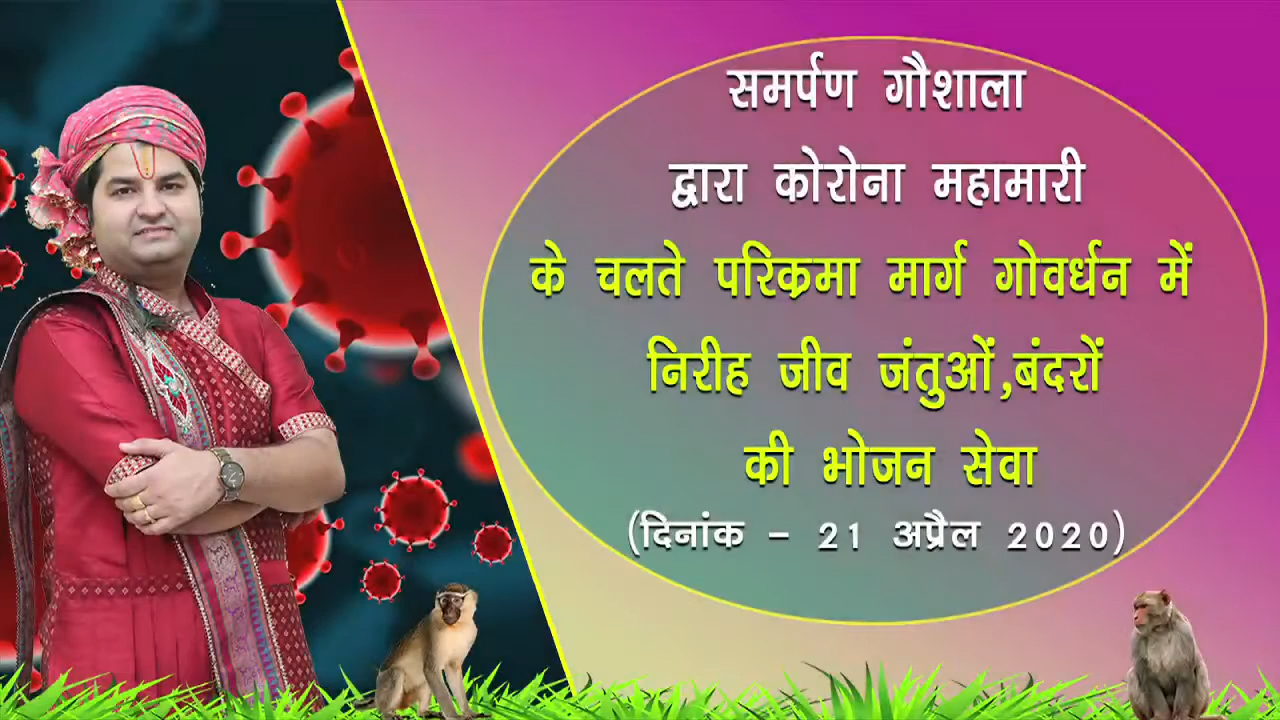 समर्पण गौशाला
द्वारा कोरोना महामारी
के चलते परिक्रमा मार्ग गोवर्धन में
निरीह जीव जंतुओं,बंदरों
की भोजन सेवा
(दिनांक - 21 अप्रैल 2020)